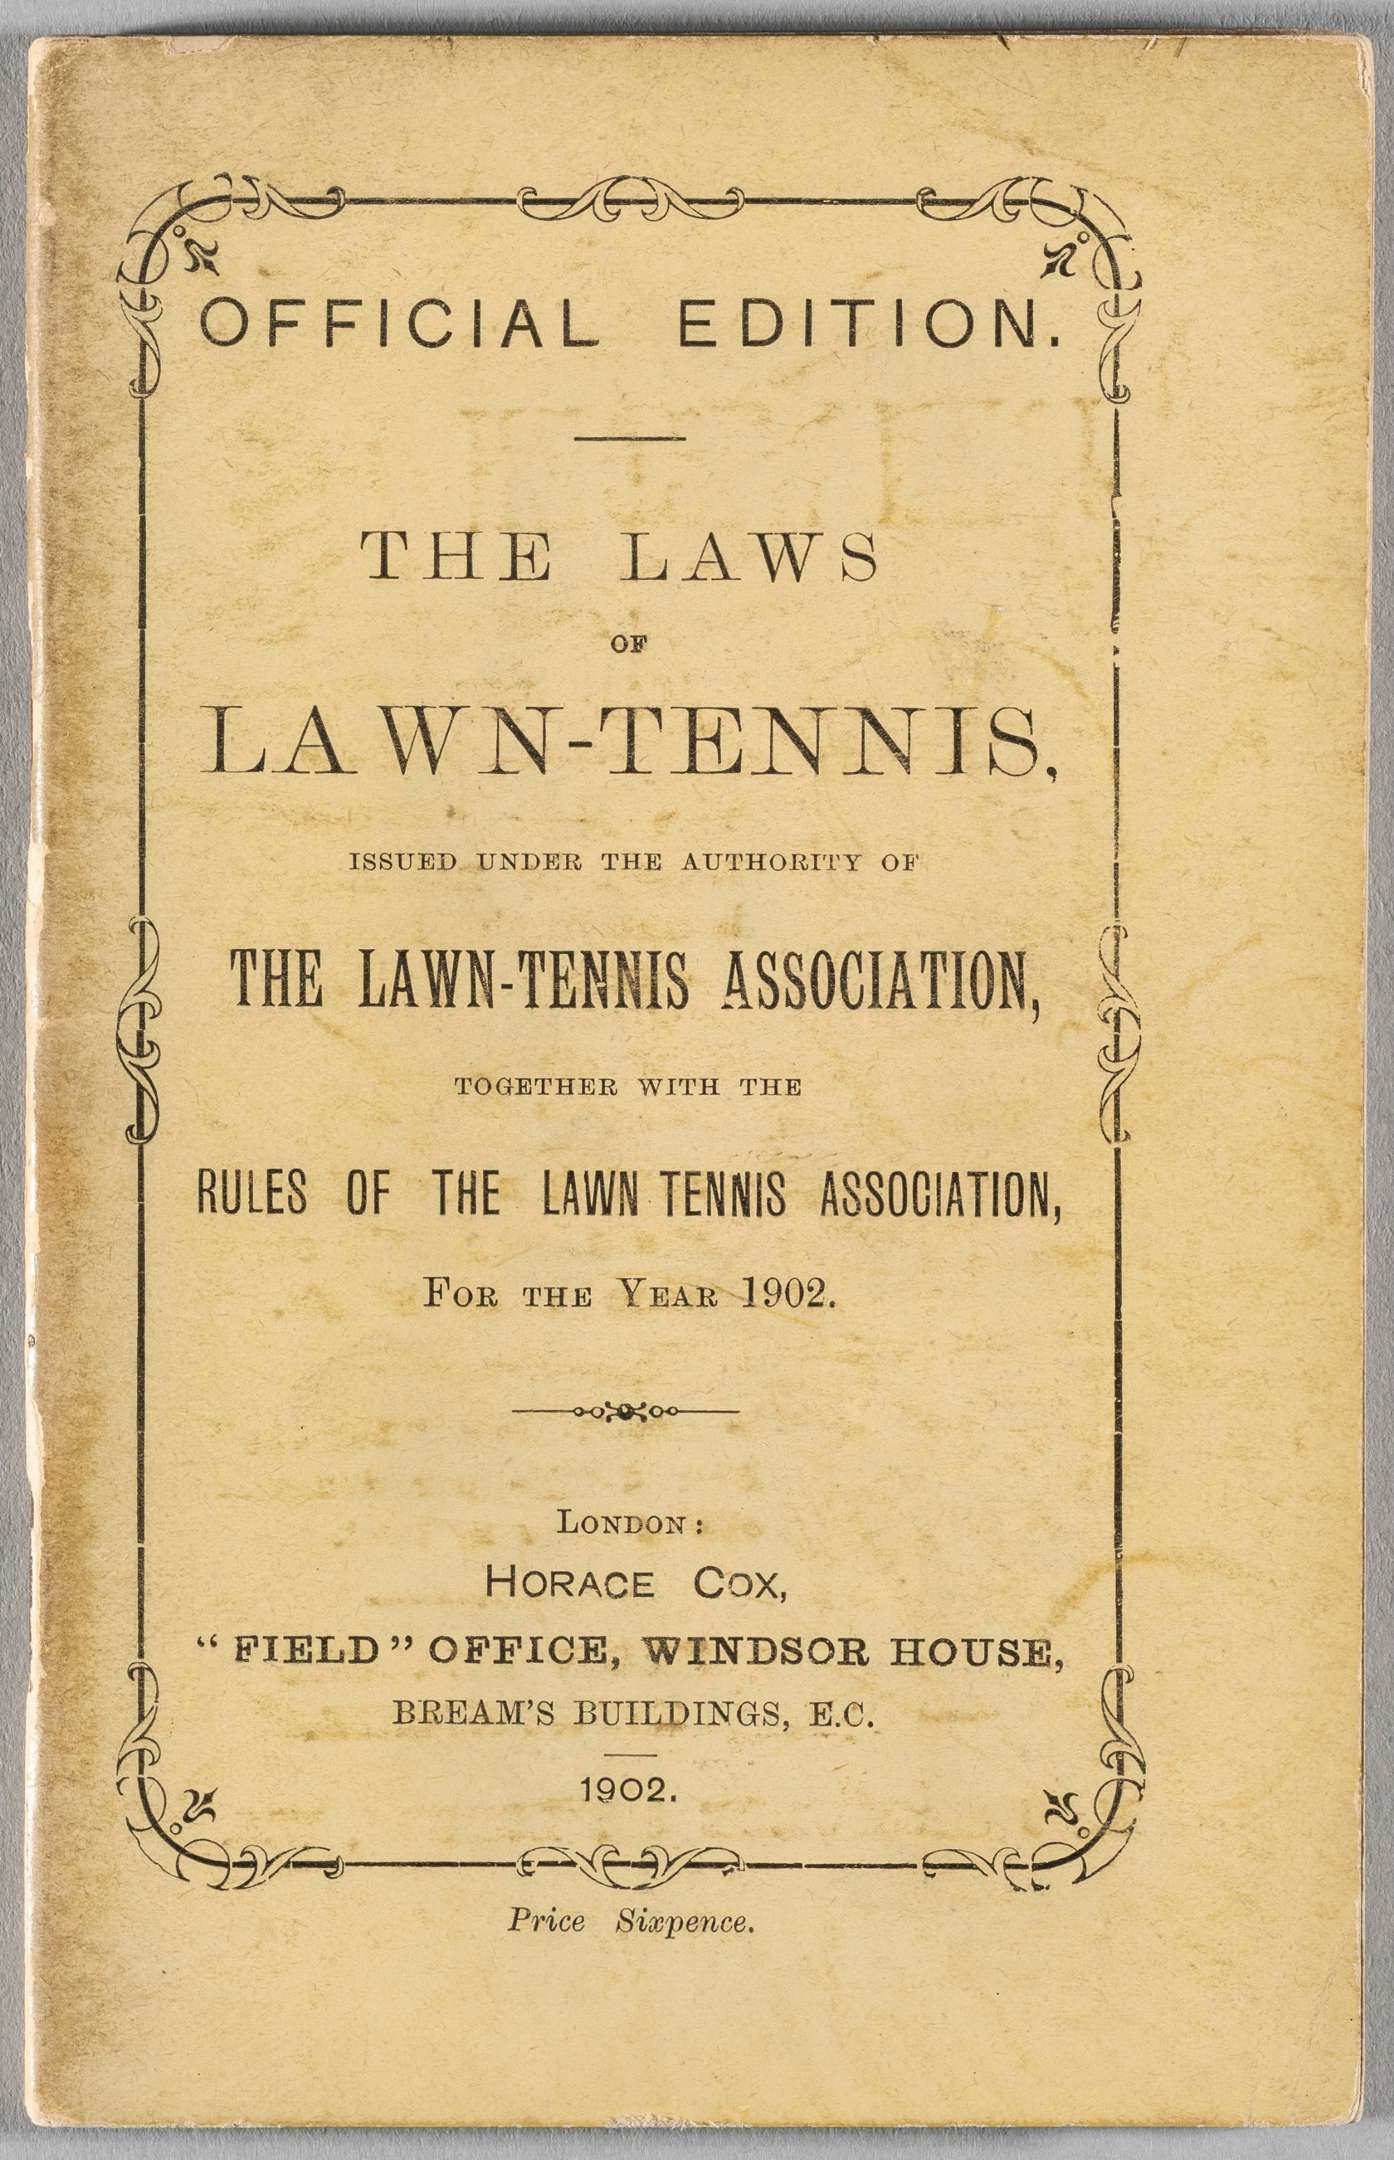 OFFICIAL EDITION.
THE LAWS
OF
LAWN-TENNIS,
ISSUED UNDER THE AUTHORITY OF
THE LAWN-TENNIS ASSOCIATION,
TOGETHER WITH THE
RULES OF THE LAWN TENNIS ASSOCIATION,
FOR THE YEAR 1902.
LONDON:
HORACE COX,
"FIELD" OFFICE, WINDSOR HOUSE,
BREAM'S BUILDINGS, E.C.
1902.
Price Sixpence.